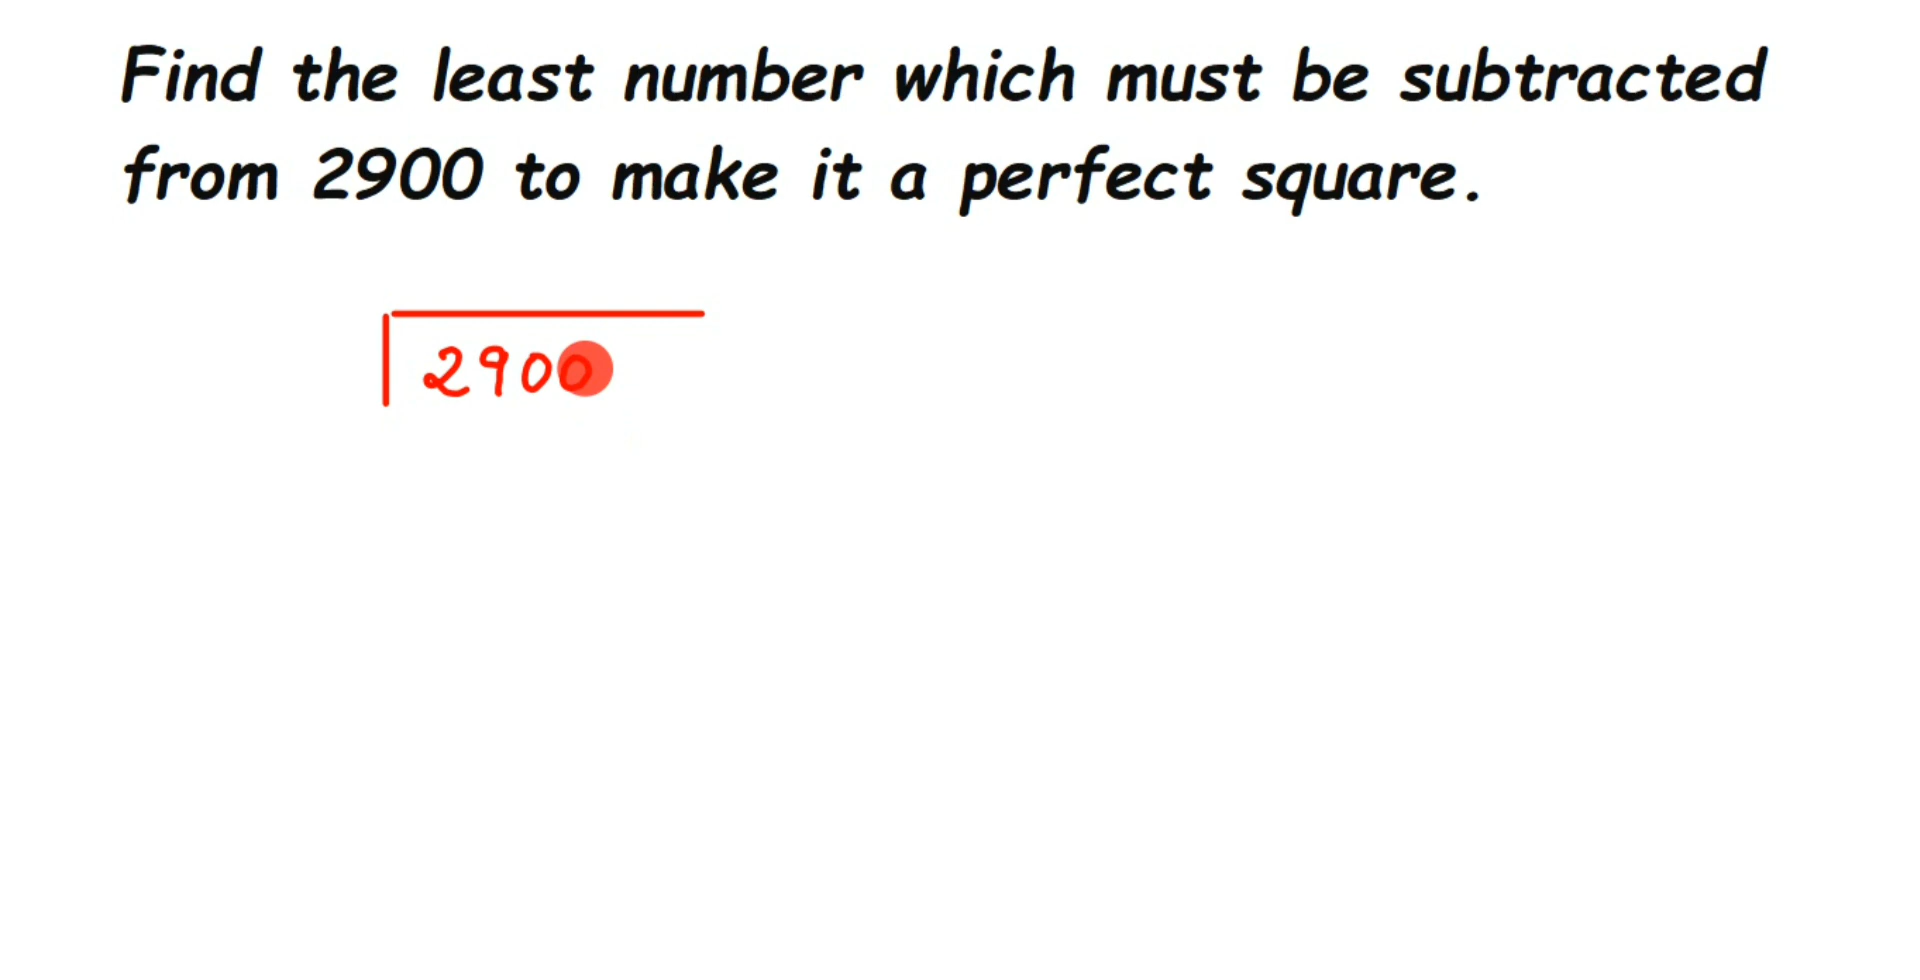 Find the least number which must be subtracted
from 2900 to make it a perfect square.
2900